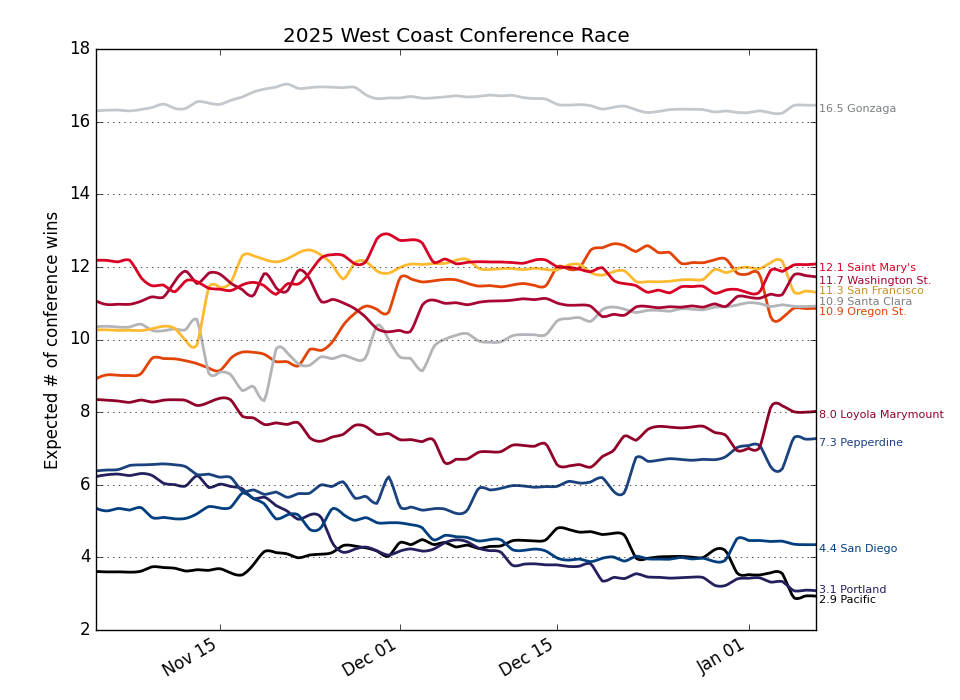 2025 West Coast Conference Race
Expected # of conference wins
18
16
14
12
10
8
6
4
2
Nov 15
Dec 01
Dec 15
Jan 01
16.5 Gonzaga
12.1 Saint Mary's
11.7 Washington St.
11.3 San Francisco
10.9 Santa Clara
10.9 Oregon St.
8.0 Loyola Marymount
7.3 Pepperdine
4.4 San Diego
3.1 Portland
2.9 Pacific